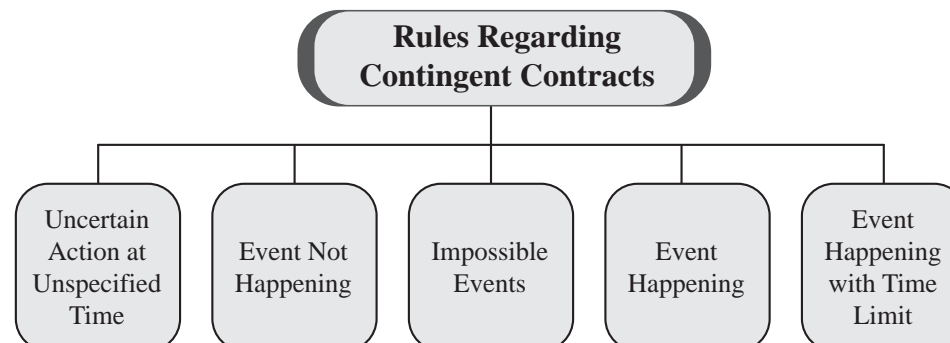 Rules Regarding
Contingent Contracts
Uncertain
Action at
Unspecified
Time
Event Not
Happening
Impossible
Events
Event
Happening
Event
Happening
with Time
Limit